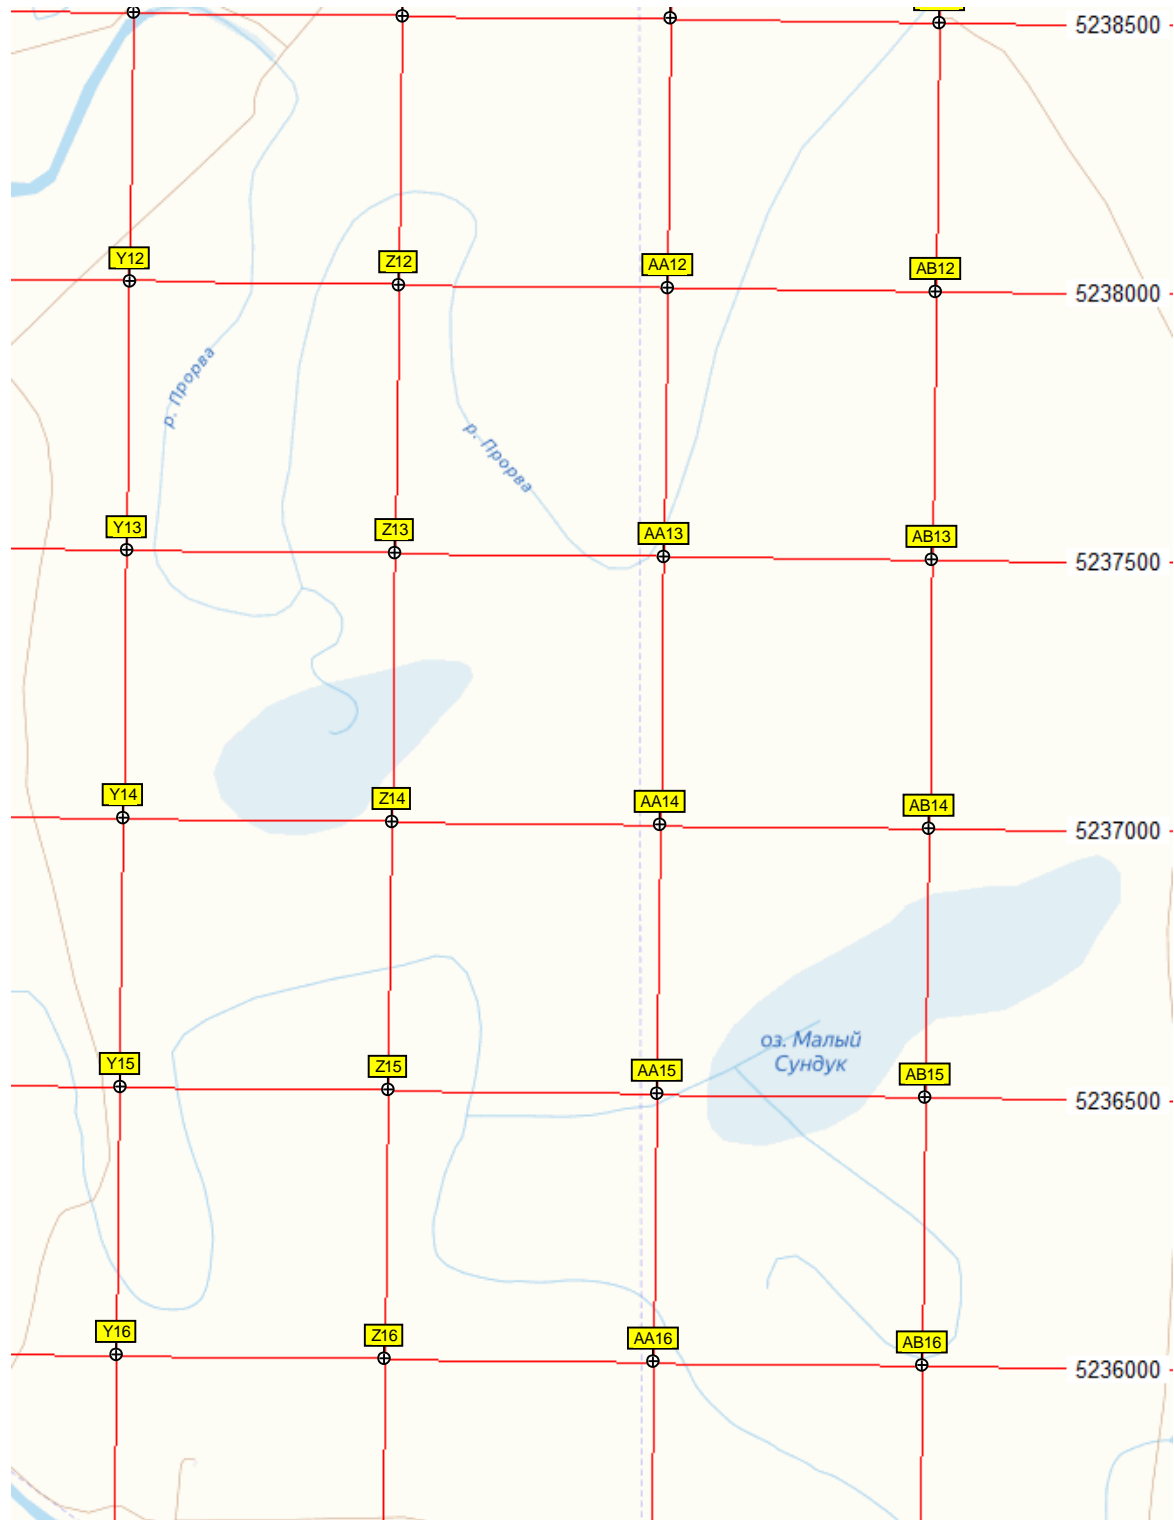 5238500
Y12
Z12
AA12
AB12
5238000
р. Прорва
р. Прорва
Y13
Z13
AA13
AB13
5237500
Y14
Z14
AA14
AB14
5237000
оз. Малый
Сундук
Y15
Z15
AA15
AB15
5236500
Y16
Z16
AA16
AB16
5236000